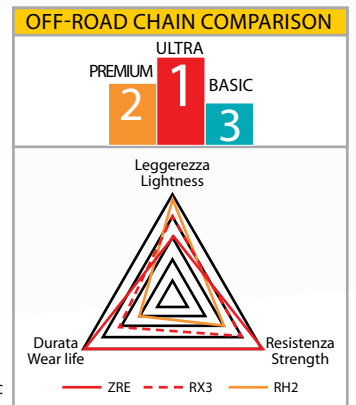 OFF-ROAD CHAIN COMPARISON
ULTRA
PREMIUM
BASIC
1
2
3
Leggerezza
Lightness
Durata
Wear life
Resistenza
Strength
c
ZRE RX3 RH2